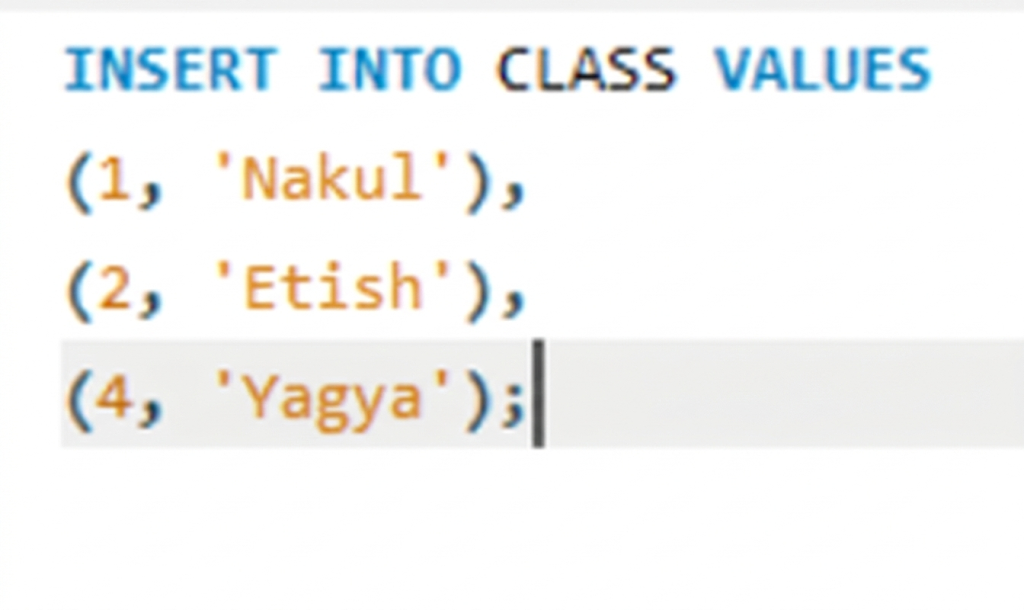 INSERT INTO CLASS VALUES
(1, 'Nakul'),
(2, 'Etish'),
(4, 'Yagya');